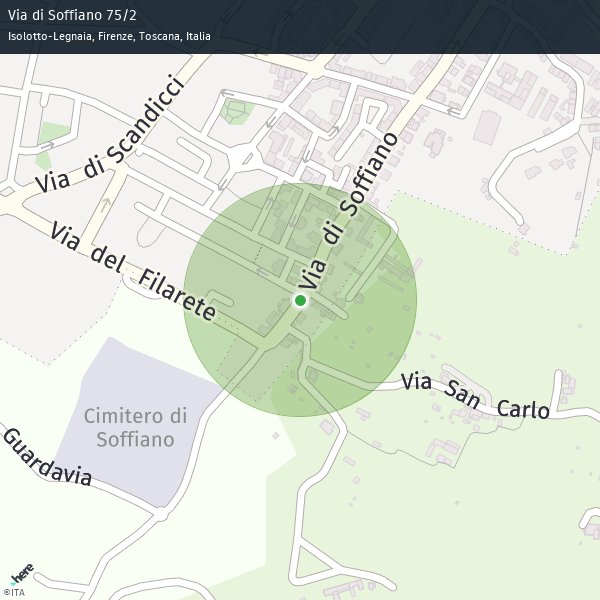 Via di Soffiano 75/2
Isolotto-Legnaia, Firenze, Toscana, Italia
Via di Scandicci
Via di Soffiano
Via del Filarete
Via San Carlo
Cimitero di
Soffiano
Guardavia
here
©ITA